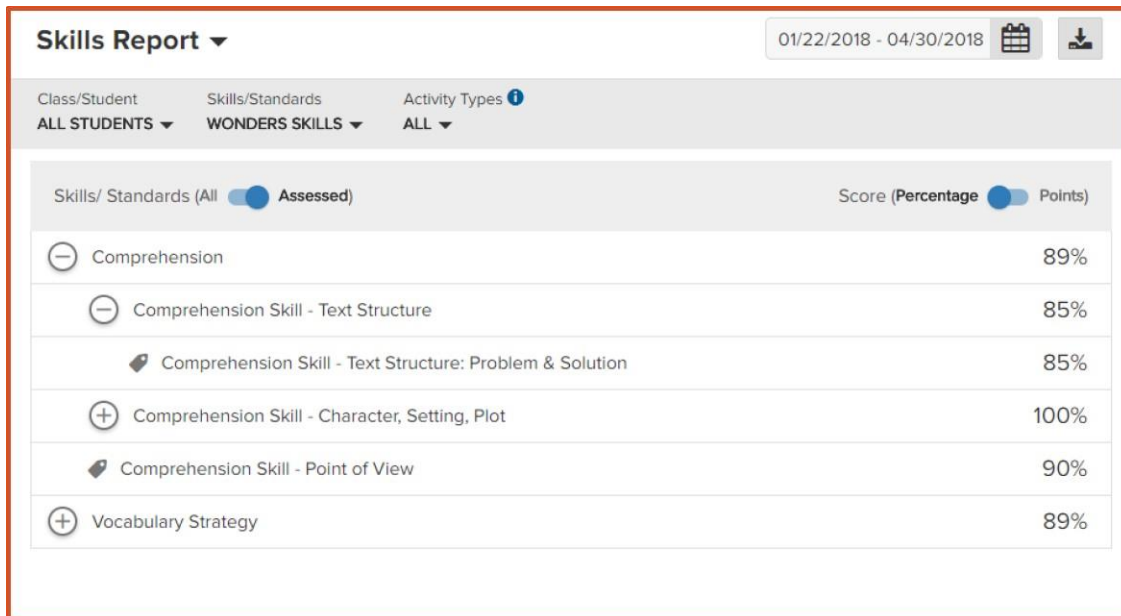 Skills Report
01/22/2018 - 04/30/2018
Class/Student Skills/Standards Activity Types
ALL STUDENTS WONDERS SKILLS ALL
Skills/ Standards (All Assessed) Score (Percentage Points)
Comprehension 89%
Comprehension Skill - Text Structure 85%
Comprehension Skill - Text Structure: Problem & Solution 85%
Comprehension Skill - Character, Setting, Plot 100%
Comprehension Skill - Point of View 90%
Vocabulary Strategy 89%